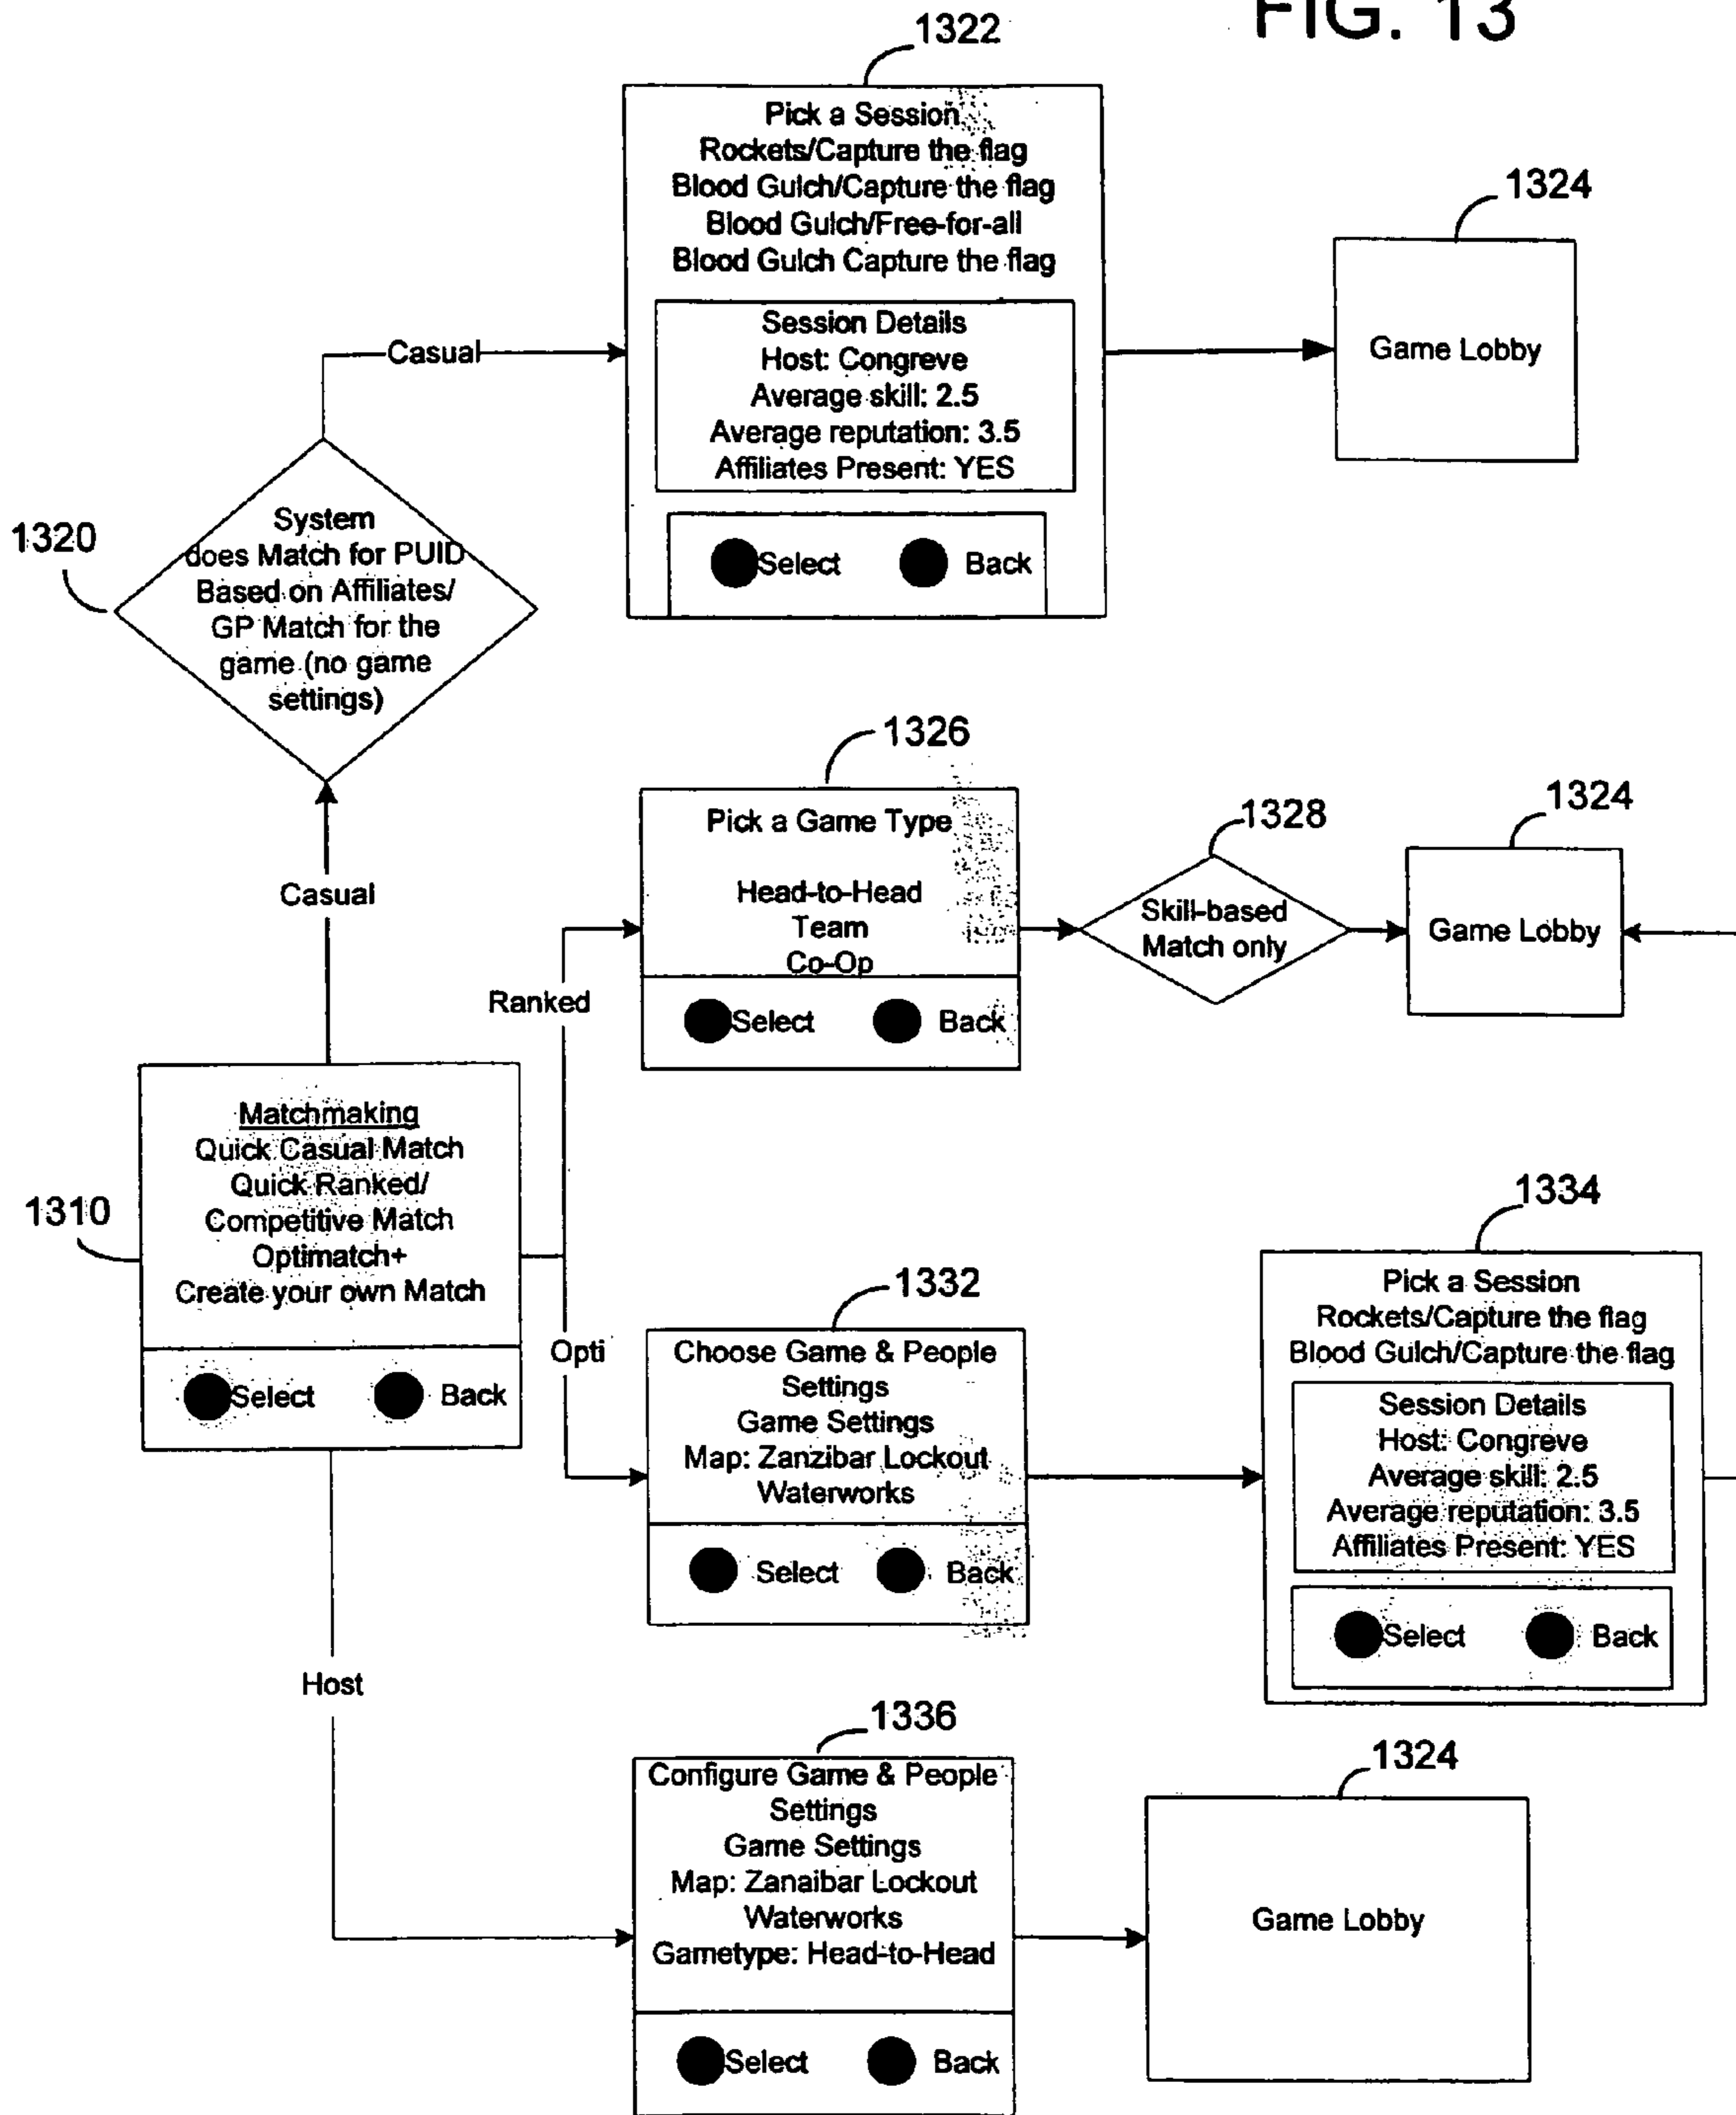 FIG. 13
1322
Pick a Session
Rockets/Capture the flag
Blood Gulch/Capture the flag
Blood Gulch/Free-for-all
Blood Gulch Capture the flag
Session Details
Host: Congreve
Average skill: 2.5
Average reputation: 3.5
Affiliates Present: YES
Select Back
1324
Game Lobby
Casual
1320
System
does Match for PUID
Based on Affiliates/
GP Match for the
game (no game
settings)
Casual
1326
Pick a Game Type
Head-to-Head
Team
Co-Op
Select Back
1328
Skill-based
Match only
1324
Game Lobby
Ranked
1310
Matchmaking
Quick Casual Match
Quick Ranked/
Competitive Match
Optimatch+
Create your own Match
Select Back
Opti
1332
Choose Game & People
Settings
Game Settings
Map: Zanzibar Lockout
Waterworks
Select Back
1334
Pick a Session
Rockets/Capture the flag
Blood Gulch/Capture the flag
Session Details
Host: Congreve
Average skill: 2.5
Average reputation: 3.5
Affiliates Present: YES
Select Back
Host
1336
Configure Game & People
Settings
Game Settings
Map: Zanaibar Lockout
Waterworks
Gametype: Head-to-Head
Select Back
1324
Game Lobby